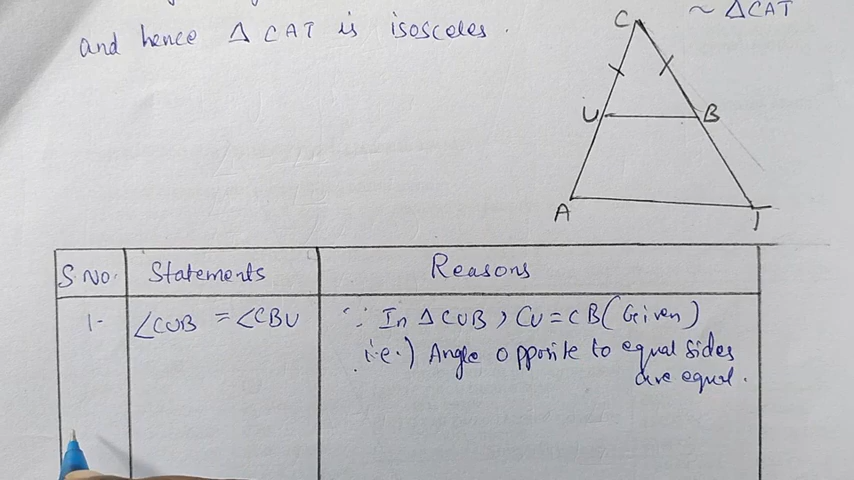 ~ ΔCAT
and hence Δ CAT is isosceles.
C
U
B
A
T
S.No.
Statements
Reasons
1-
∠CUB = ∠CBU
∵ In ΔCUB, CU = CB (Given)
i.e.) Angle opposite to equal sides
are equal.